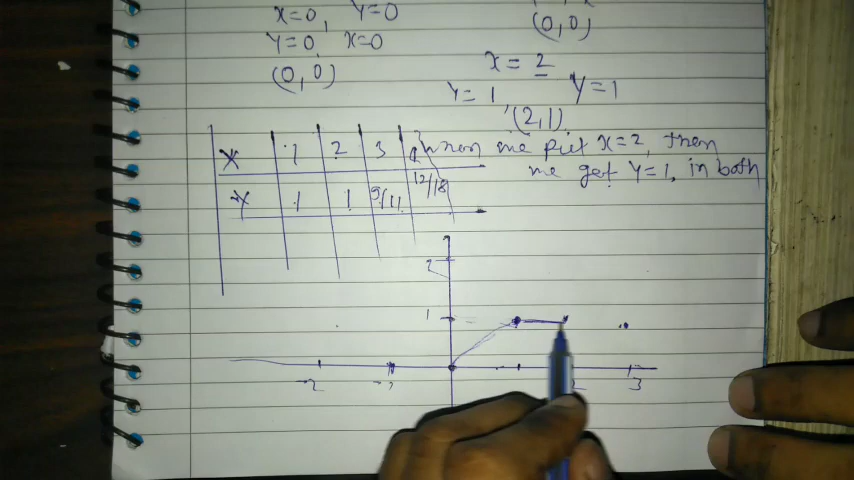 X=0, Y=0
Y=0, X=0
(0,0)
(0,0)
X = 2
Y= 1, Y=1
(2,1)
When we put X=2, then
we get Y=1, in both
X 1 2 3 4
Y 1 1 9/11 12/18
2
1
-2 -1 3